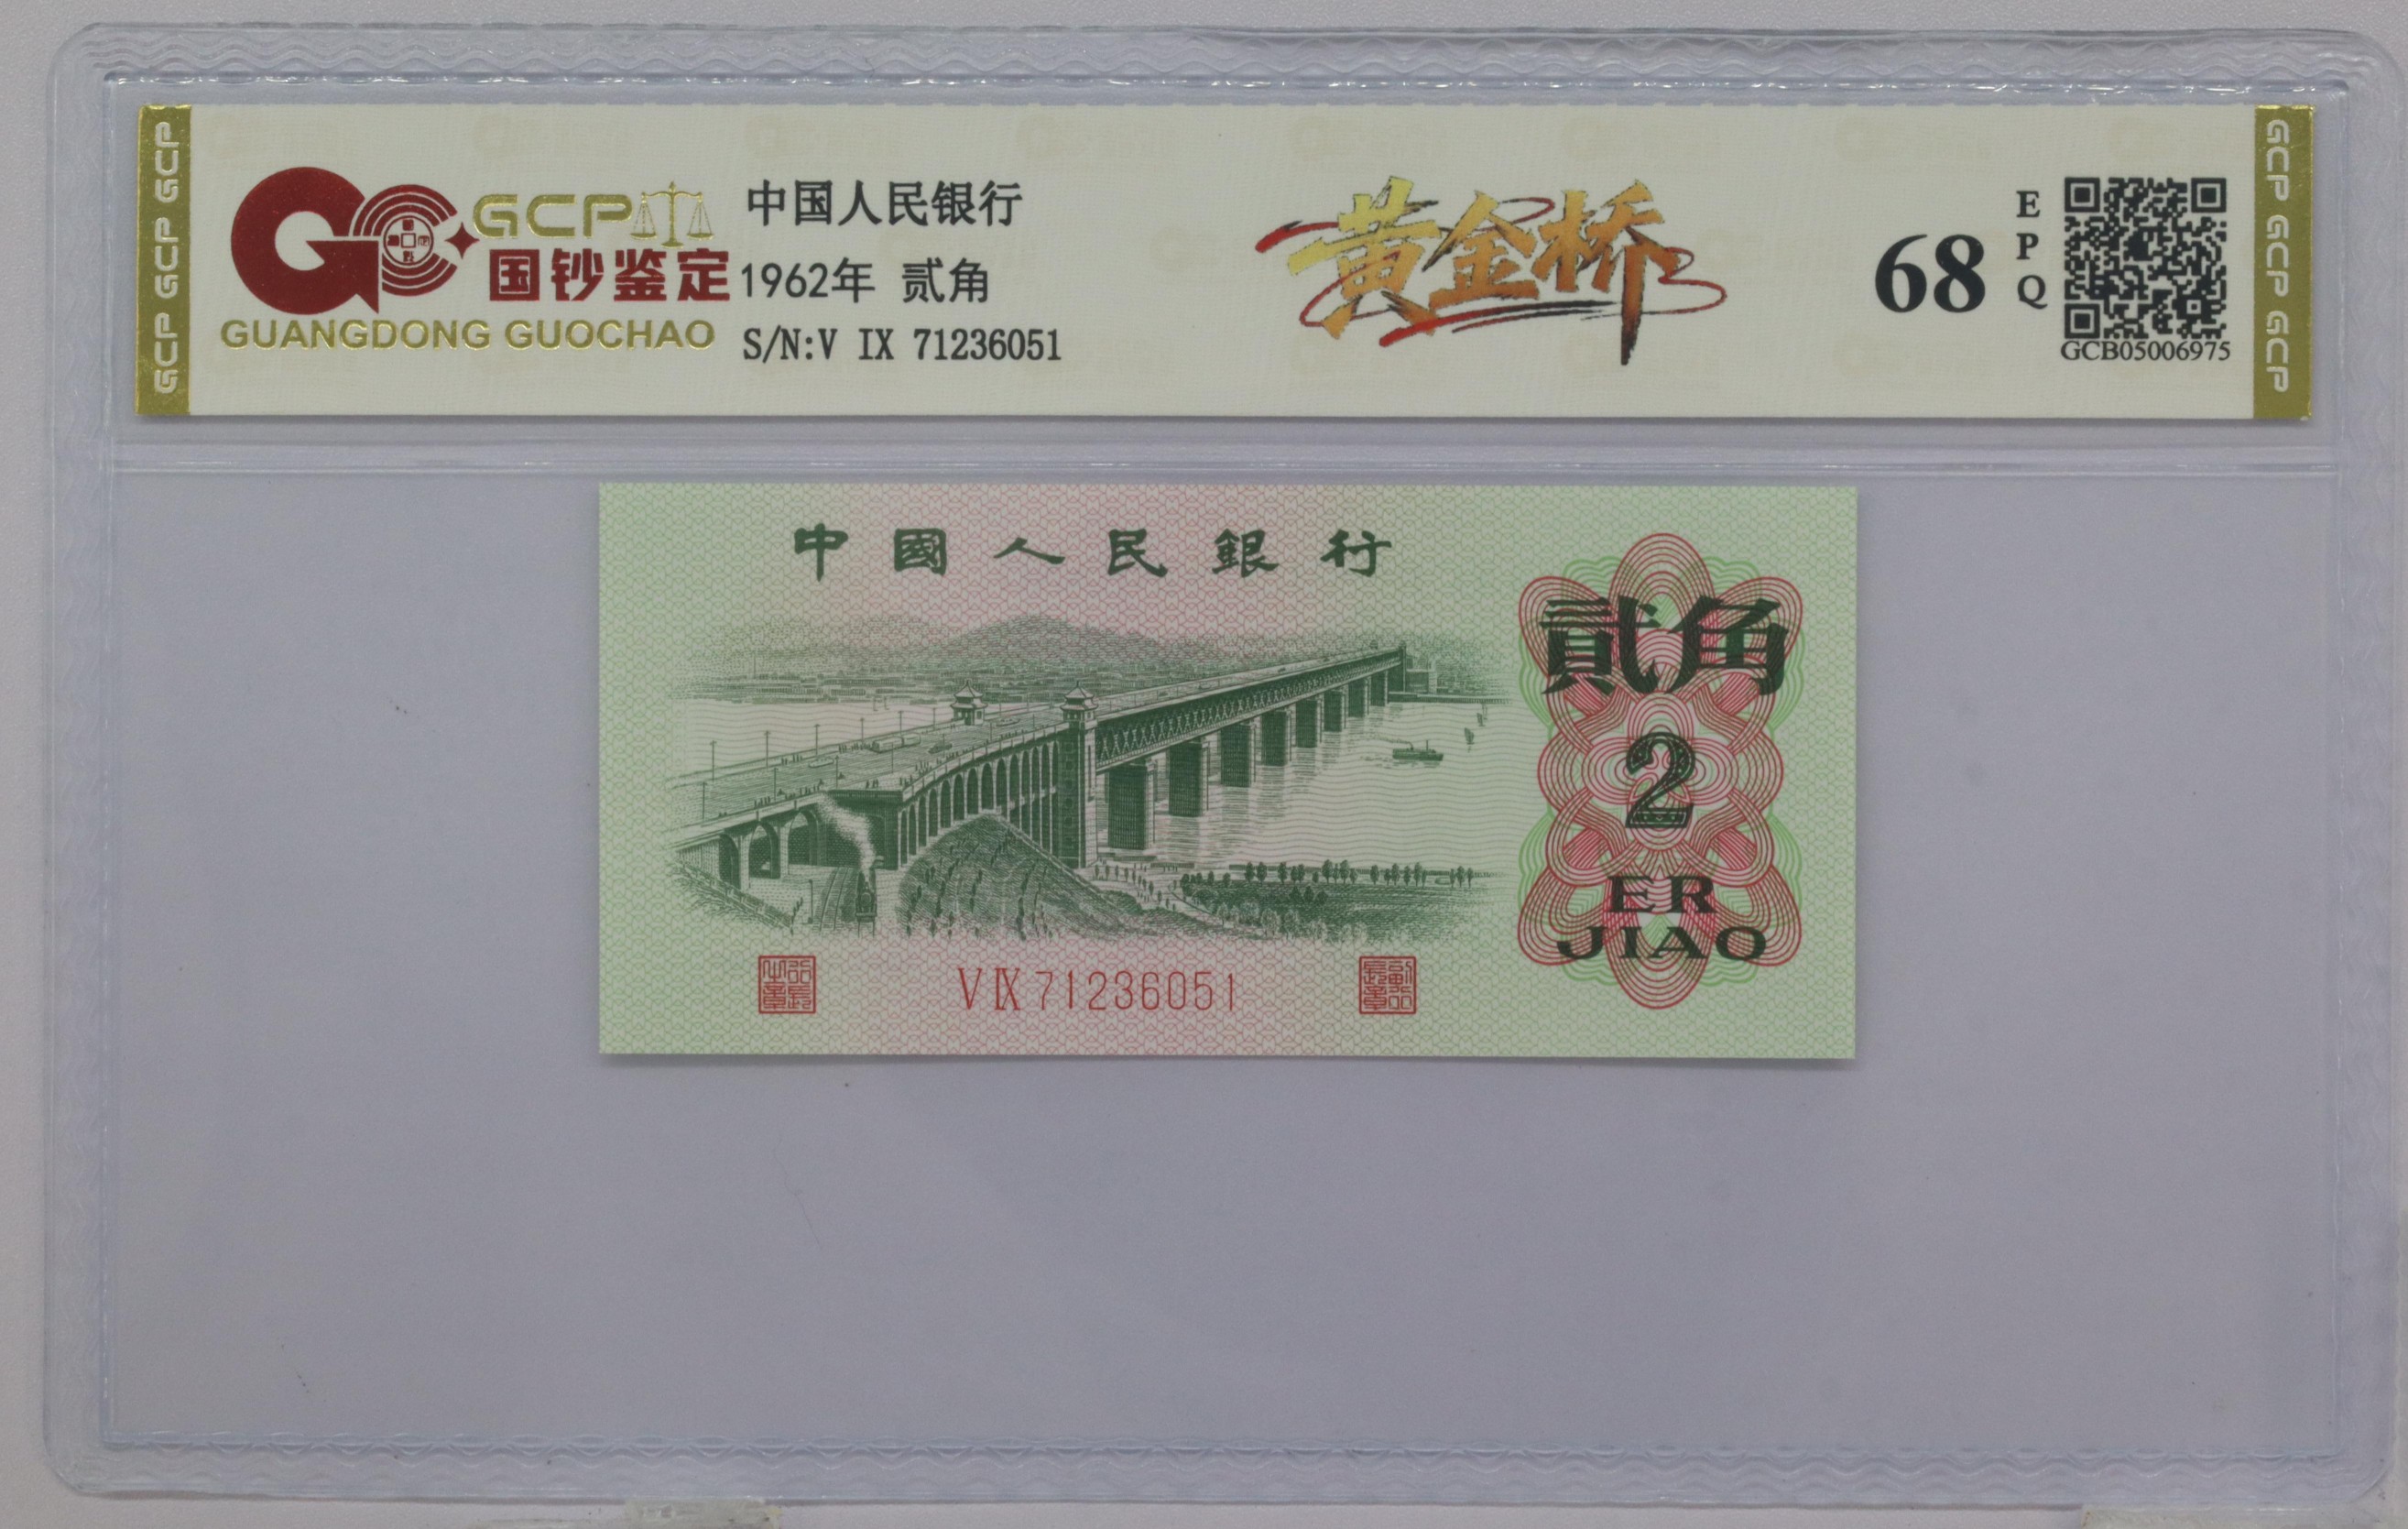 GCP GCP GCP
GCP
国钞鉴定
GUANGDONG GUOCHAO
中国人民银行
1962年 贰角
S/N:V IX 71236051
黄金桥
68
EPQ
GCB05006975
GCP GCP GCP
中國人民銀行
貳角
2
ER
JIAO
VⅨ71236051